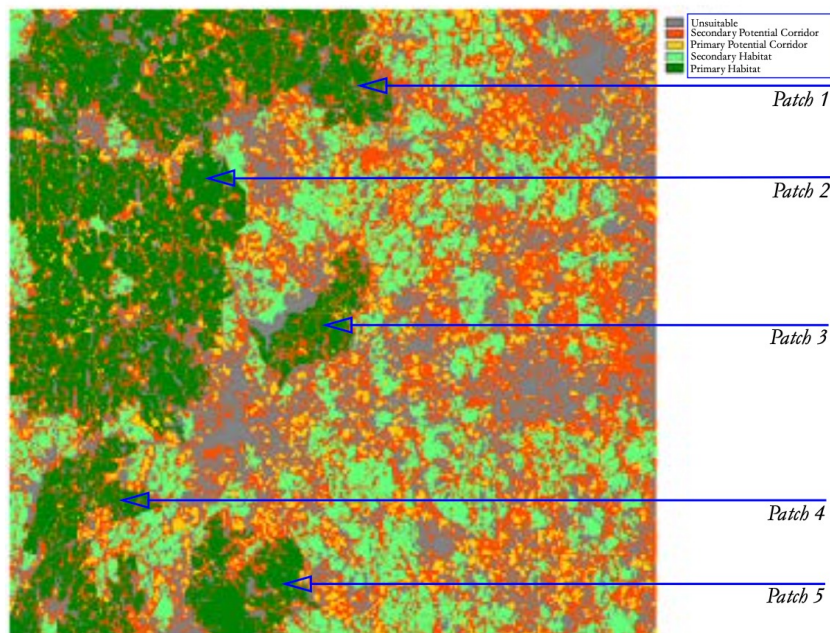 Unsuitable
Secondary Potential Corridor
Primary Potential Corridor
Secondary Habitat
Primary Habitat
Patch 1
Patch 2
Patch 3
Patch 4
Patch 5